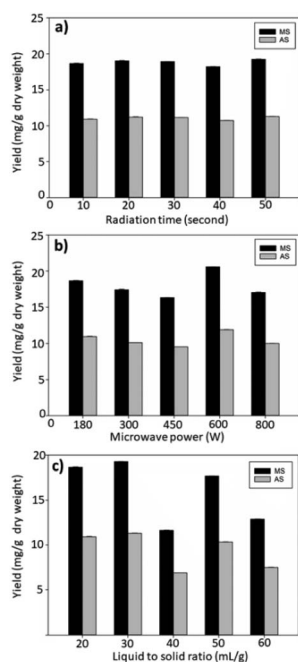 a)
MS
AS
25
20
15
10
5
0
10 20 30 40 50
Yield (mg/g dry weight)
Radiation time (second)
b)
MS
AS
25
20
15
10
5
0
180 300 450 600 800
Yield (mg/g dry weight)
Microwave power (W)
c)
MS
AS
20
15
10
5
20 30 40 50 60
Yield (mg/g dry weight)
Liquid to solid ratio (mL/g)